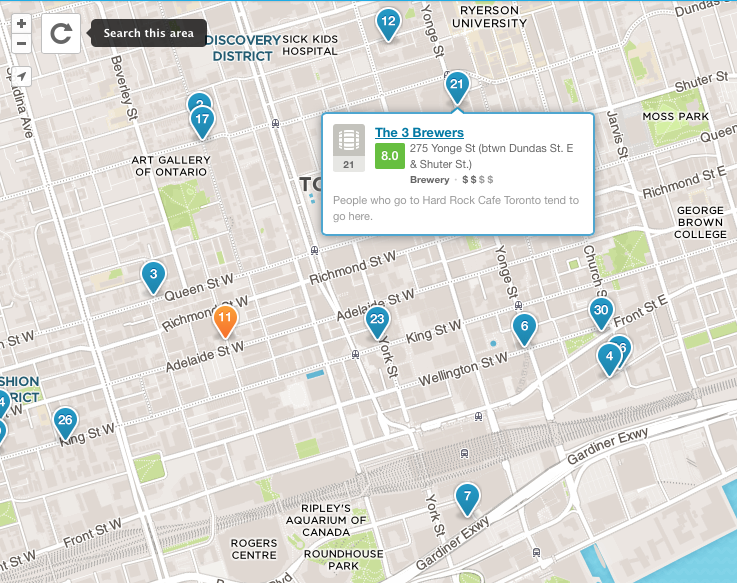 +
−
Search this area
DISCOVERY
DISTRICT
SICK KIDS
HOSPITAL
12
Yonge St
RYERSON
UNIVERSITY
Dundas St
Spadina Ave
Beverley St
2
17
21
Shuter St
MOSS PARK
Jarvis St
Queen
ART GALLERY
OF ONTARIO
TO
The 3 Brewers
21
8.0
275 Yonge St (btwn Dundas St. E
& Shuter St.)
Brewery · $ $ $ $
People who go to Hard Rock Cafe Toronto tend to
go here.
Richmond St E
GEORGE
BROWN
COLLEGE
3
Queen St W
Richmond St W
Yonge St
Church S
Richmond St W
11
Adelaide St W
23
King St W
6
30
Front St E
St W
Adelaide St W
York St
Wellington St W
4
6
SHION
RICT
4
26
King St W
Gardiner Expy
7
York St
Gardiner Expy
Front St W
RIPLEY'S
AQUARIUM OF
CANADA
ROGERS
CENTRE
ROUNDHOUSE
PARK
Blvd